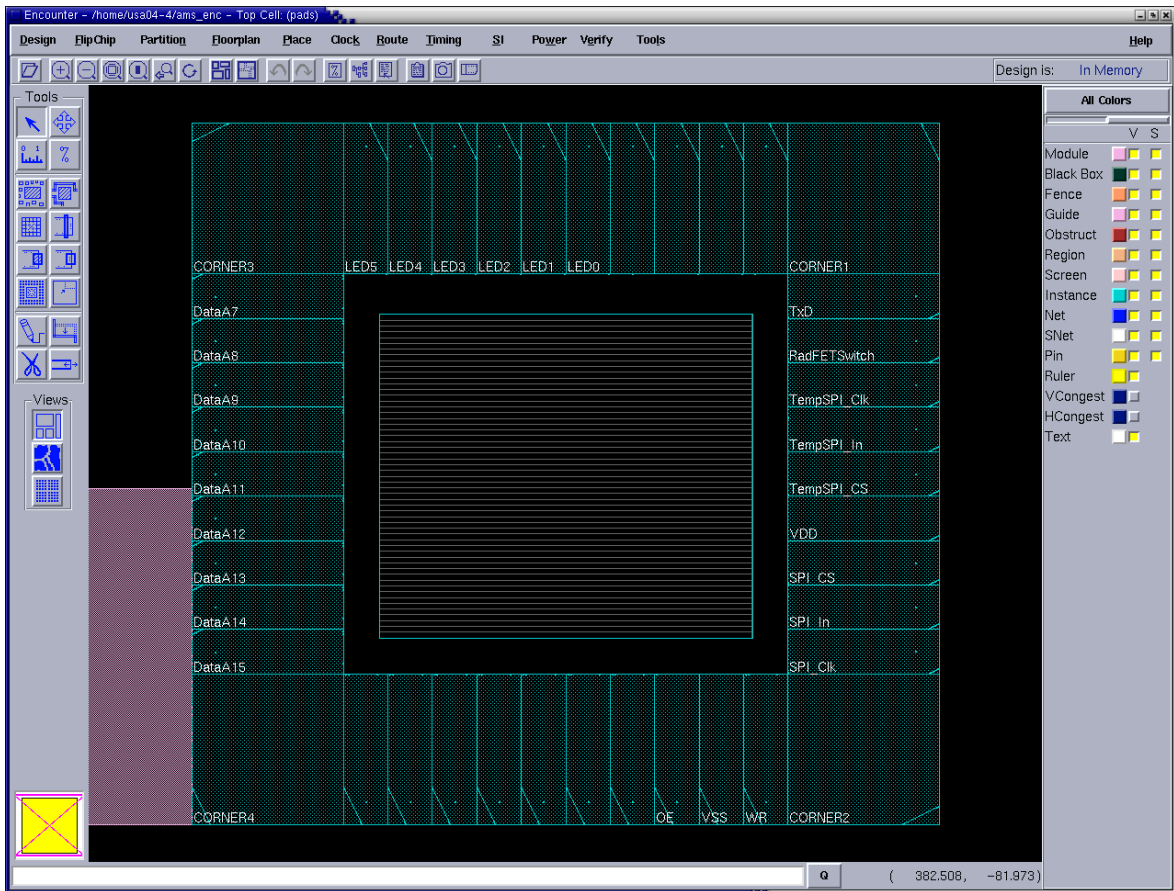 Encounter - /home/usa04-4/ams_enc - Top Cell: (pads)
Design FlipChip Partition Floorplan Place Clock Route Timing SI Power Verify Tools Help
Design is: In Memory
Tools
0 1
%
Views
All Colors
V S
Module
Black Box
Fence
Guide
Obstruct
Region
Screen
Instance
Net
SNet
Pin
Ruler
VCongest
HCongest
Text
CORNER3 LED5 LED4 LED3 LED2 LED1 LED0 CORNER1
DataA7 TxD
DataA8 RadFETSwitch
DataA9 TempSPI_Clk
DataA10 TempSPI_In
DataA11 TempSPI_CS
DataA12 VDD
DataA13 SPI_CS
DataA14 SPI_In
DataA15 SPI_Clk
CORNER4 OE VSS WR CORNER2
Q ( 382.508, -81.973)